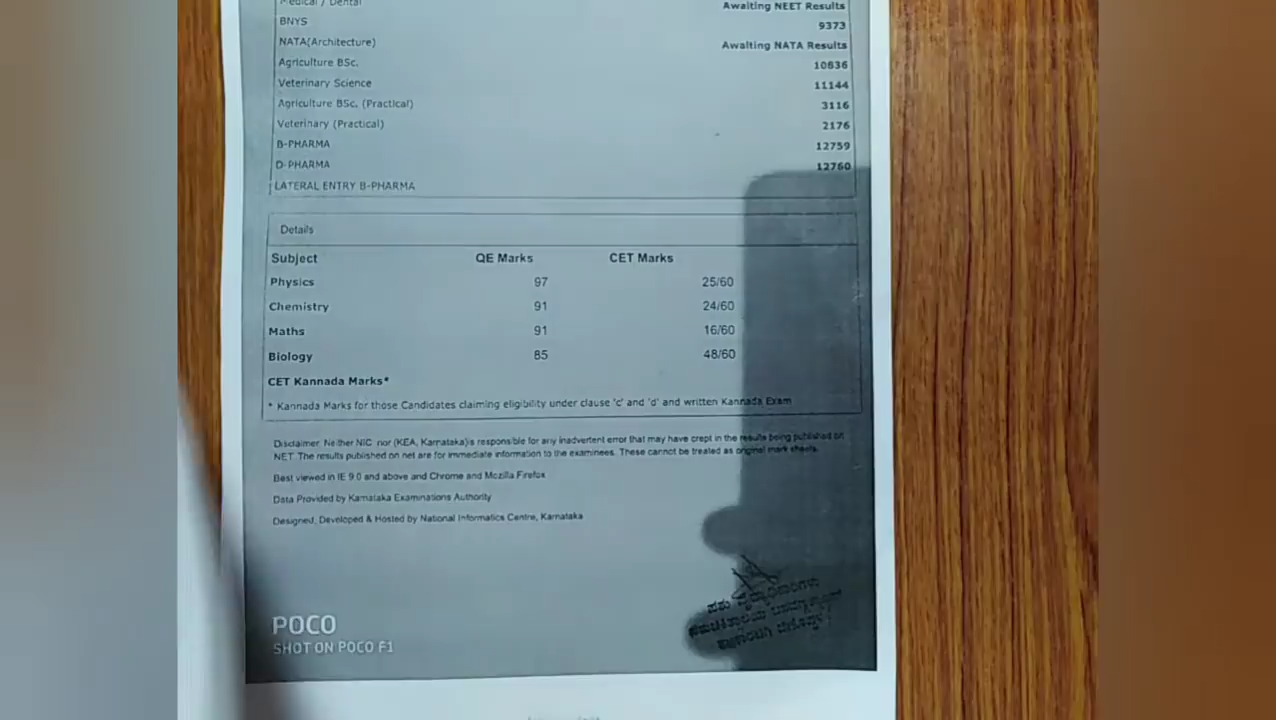 Medical / Dental Awaiting NEET Results
BNYS 9373
NATA(Architecture) Awaiting NATA Results
Agriculture BSc. 10836
Veterinary Science 11144
Agriculture BSc. (Practical) 3116
Veterinary (Practical) 2176
B-PHARMA 12759
D-PHARMA 12760
LATERAL ENTRY B-PHARMA
Details
Subject QE Marks CET Marks
Physics 97 25/60
Chemistry 91 24/60
Maths 91 16/60
Biology 85 48/60
CET Kannada Marks*
* Kannada Marks for those Candidates claiming eligibility under clause 'c' and 'd' and written Kannada Exam
Disclaimer: Neither NIC nor (KEA, Karnataka)is responsible for any inadvertent error that may have crept in the results being published on
NET. The results published on net are for immediate information to the examinees. These cannot be treated as original mark sheets.
Best viewed in IE 9.0 and above and Chrome and Mozilla Firefox
Data Provided by Karnataka Examinations Authority
Designed, Developed & Hosted by National Informatics Centre, Karnataka
POCO
SHOT ON POCO F1